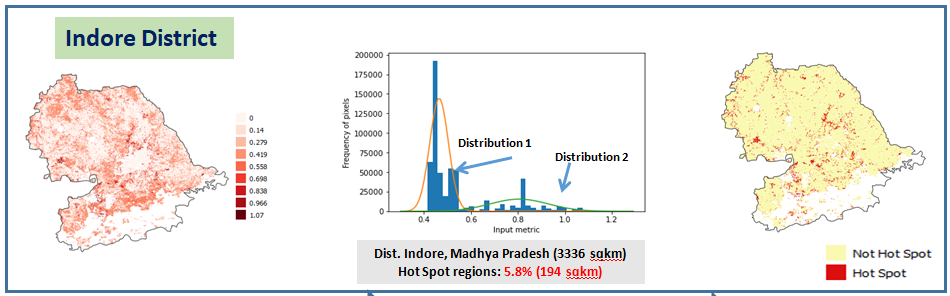 Indore District
0
0.14
0.279
0.419
0.558
0.698
0.838
0.966
1.07
200000
175000
150000
125000
100000
75000
50000
25000
0
Frequency of pixels
Distribution 1
Distribution 2
0.4 0.6 0.8 1.0 1.2
Input metric
Dist. Indore, Madhya Pradesh (3336 sqkm)
Hot Spot regions: 5.8% (194 sqkm)
Not Hot Spot
Hot Spot